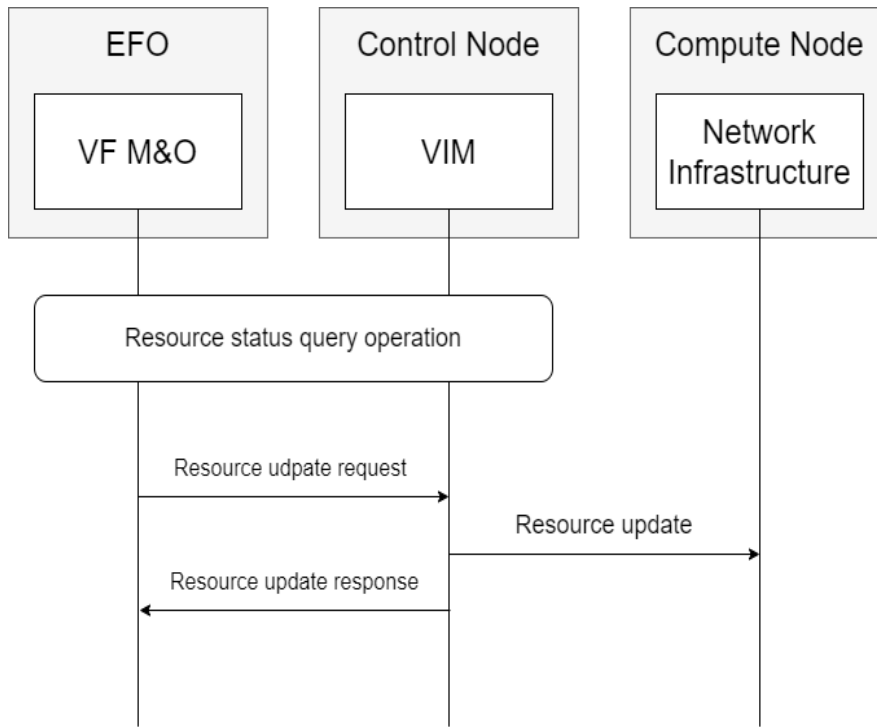 EFO
Control Node
Compute Node
VF M&O
VIM
Network
Infrastructure
Resource status query operation
Resource udpate request
Resource update
Resource update response